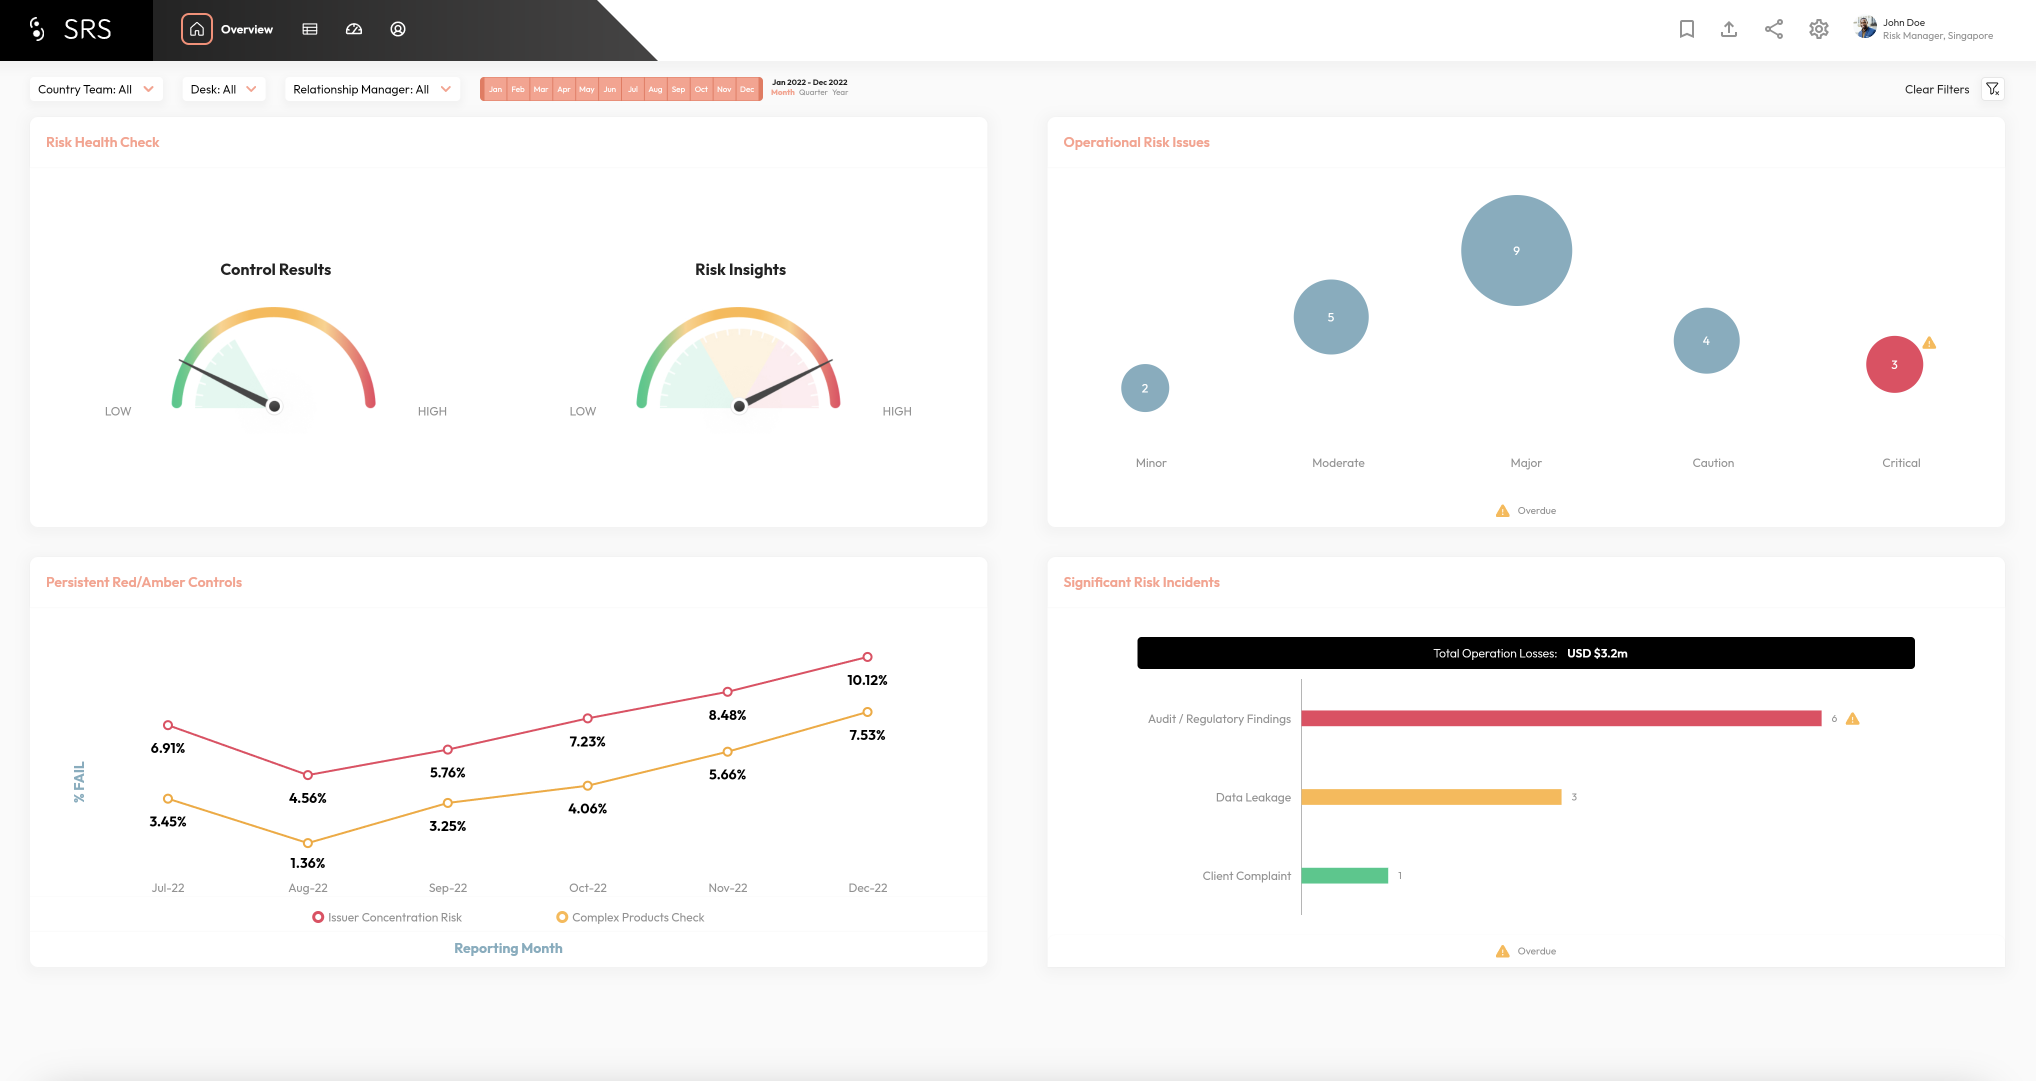 SRS
Overview
John Doe
Risk Manager, Singapore
Country Team: All
Desk: All
Relationship Manager: All
Jan Feb Mar Apr May Jun Jul Aug Sep Oct Nov Dec
Jan 2022 - Dec 2022
Month Quarter Year
Clear Filters
Risk Health Check
Control Results
LOW
HIGH
Risk Insights
LOW
HIGH
Operational Risk Issues
9
5
4
3
2
Minor
Moderate
Major
Caution
Critical
Overdue
Persistent Red/Amber Controls
% FAIL
6.91%
4.56%
5.76%
7.23%
8.48%
10.12%
3.45%
1.36%
3.25%
4.06%
5.66%
7.53%
Jul-22
Aug-22
Sep-22
Oct-22
Nov-22
Dec-22
Issuer Concentration Risk
Complex Products Check
Reporting Month
Significant Risk Incidents
Total Operation Losses: USD $3.2m
Audit / Regulatory Findings 6
Data Leakage 3
Client Complaint 1
Overdue